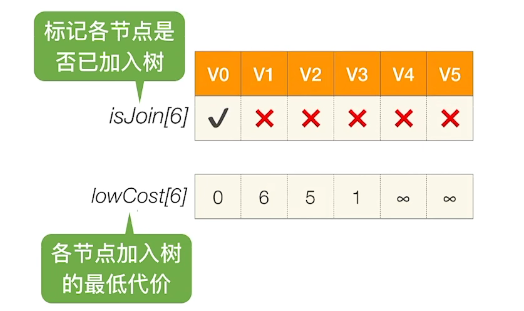 标记各节点是
否已加入树
V0 V1 V2 V3 V4 V5
isJoin[6] ✔ ✕ ✕ ✕ ✕ ✕
lowCost[6] 0 6 5 1 ∞ ∞
各节点加入树
的最低代价